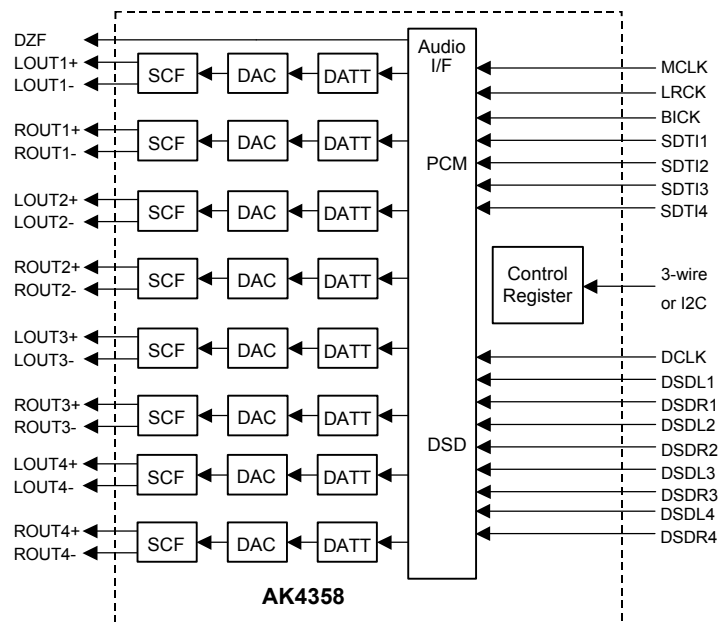 DZF
LOUT1+
LOUT1-
SCF
DAC
DATT
ROUT1+
ROUT1-
SCF
DAC
DATT
LOUT2+
LOUT2-
SCF
DAC
DATT
ROUT2+
ROUT2-
SCF
DAC
DATT
LOUT3+
LOUT3-
SCF
DAC
DATT
ROUT3+
ROUT3-
SCF
DAC
DATT
LOUT4+
LOUT4-
SCF
DAC
DATT
ROUT4+
ROUT4-
SCF
DAC
DATT
Audio
I/F
PCM
DSD
Control
Register
MCLK
LRCK
BICK
SDTI1
SDTI2
SDTI3
SDTI4
3-wire
or I2C
DCLK
DSDL1
DSDR1
DSDL2
DSDR2
DSDL3
DSDR3
DSDL4
DSDR4
AK4358